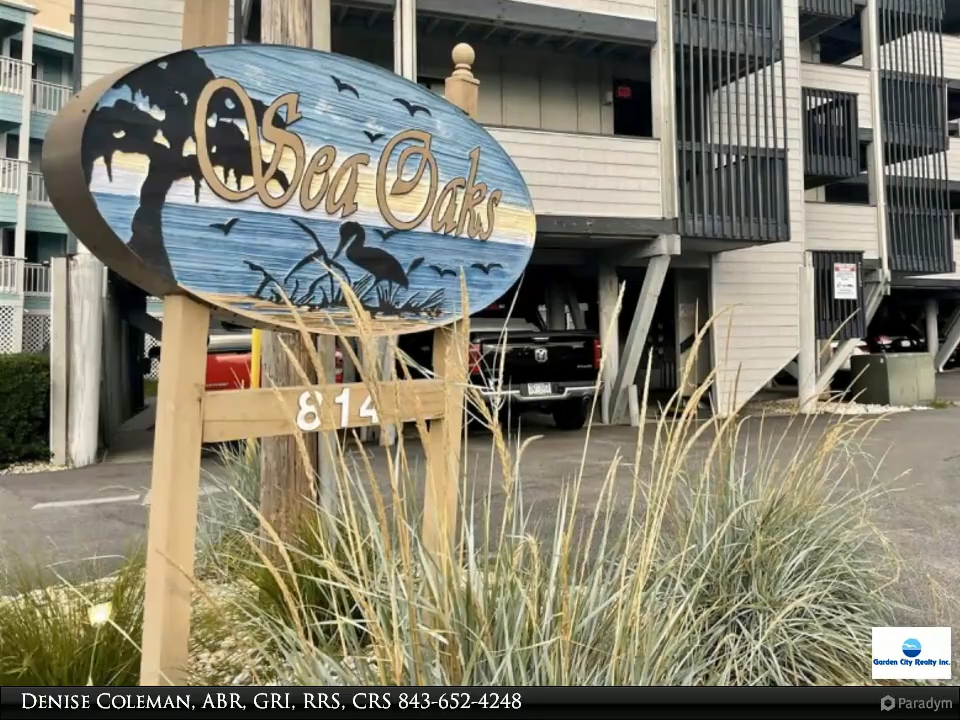 Sea Oaks
814
Garden City Realty Inc.
Denise Coleman, ABR, GRI, RRS, CRS 843-652-4248
Paradym